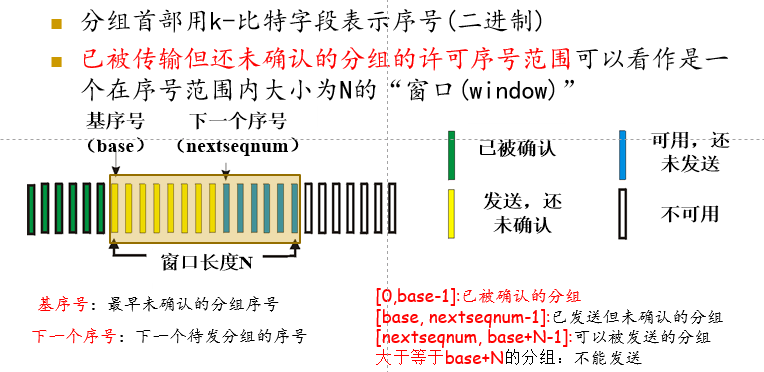 分组首部用k-比特字段表示序号(二进制)
已被传输但还未确认的分组的许可序号范围可以看作是一
个在序号范围内大小为N的“窗口(window)”
基序号
（base）
下一个序号
（nextseqnum）
已被确认
可用，还
未发送
发送，还
未确认
不可用
窗口长度N
基序号：最早未确认的分组序号
下一个序号：下一个待发分组的序号
[0,base-1]:已被确认的分组
[base, nextseqnum-1]:已发送但未确认的分组
[nextseqnum, base+N-1]:可以被发送的分组
大于等于base+N的分组：不能发送